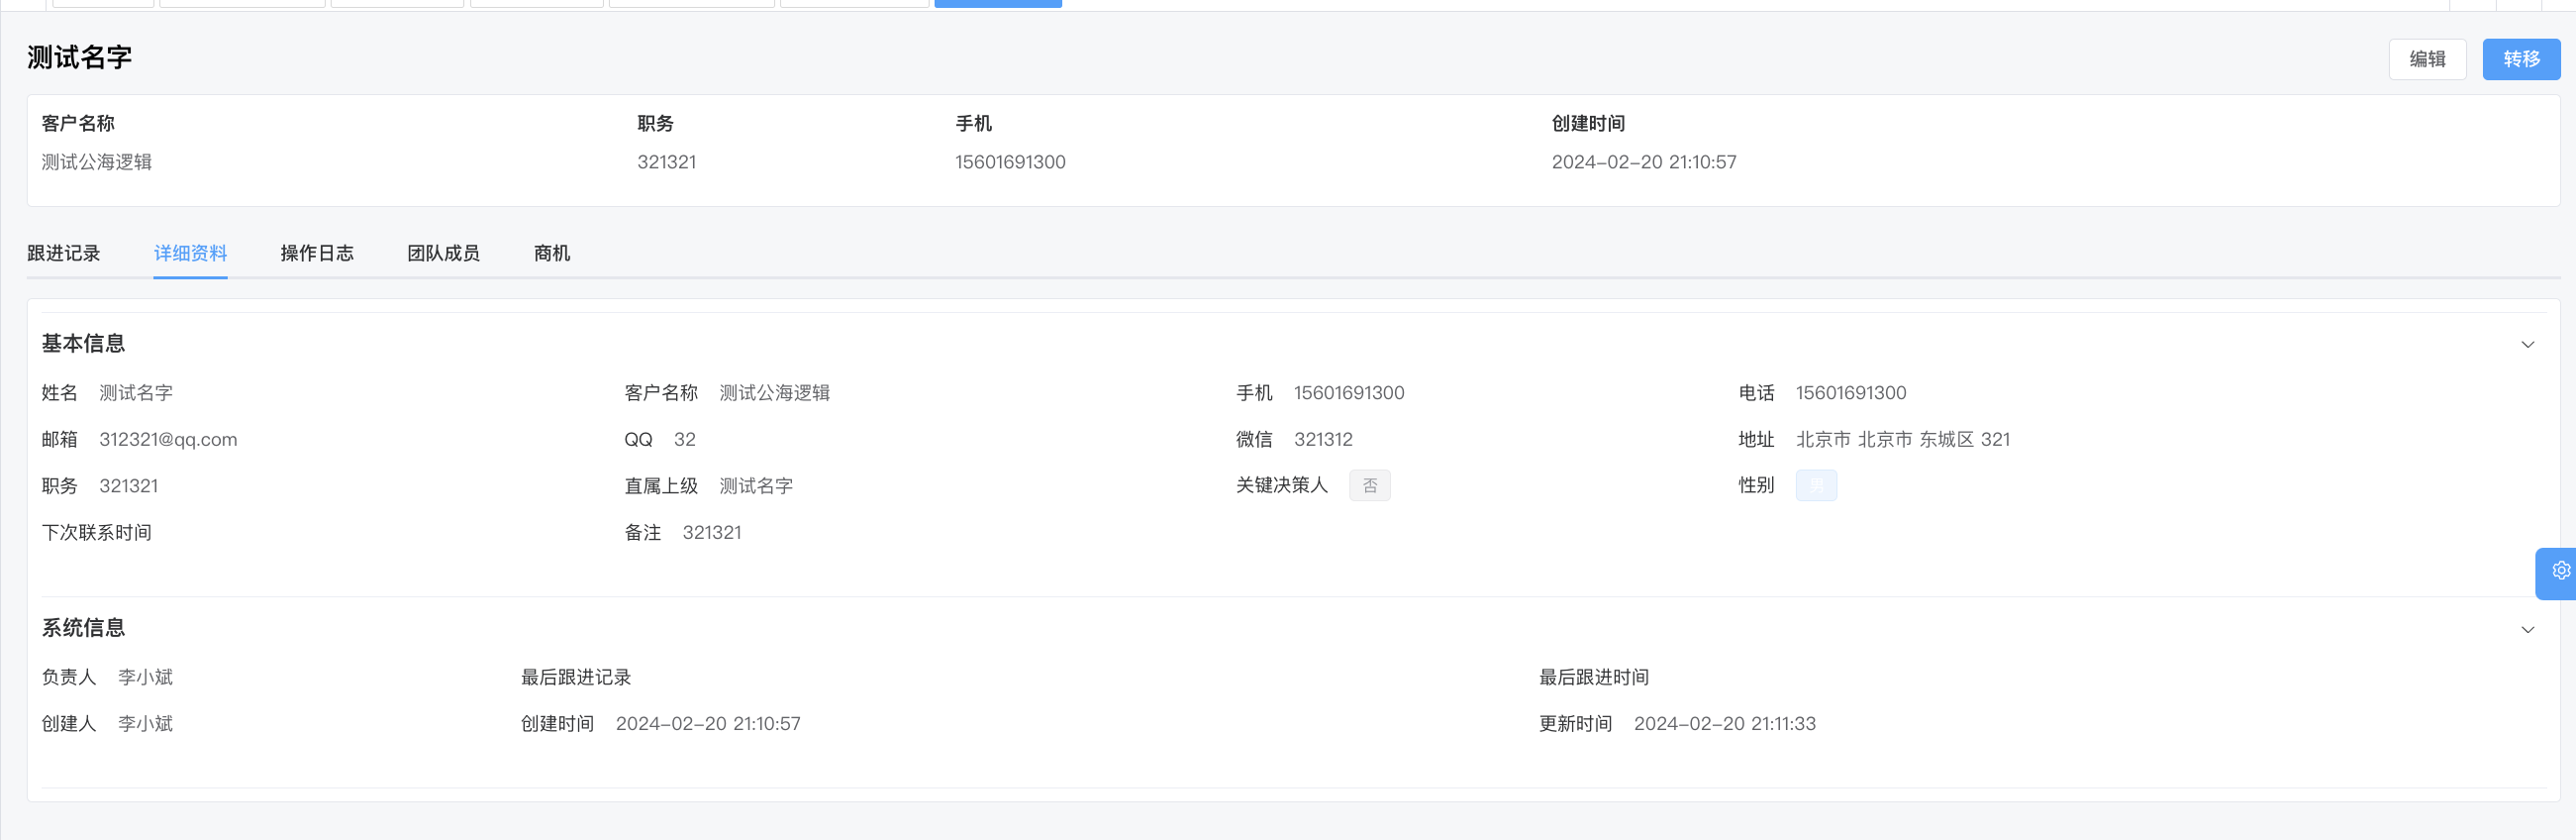 测试名字
编辑 转移
客户名称 职务 手机 创建时间
测试公海逻辑 321321 15601691300 2024-02-20 21:10:57
跟进记录 详细资料 操作日志 团队成员 商机
基本信息
姓名 测试名字 客户名称 测试公海逻辑 手机 15601691300 电话 15601691300
邮箱 312321@qq.com QQ 32 微信 321312 地址 北京市 北京市 东城区 321
职务 321321 直属上级 测试名字 关键决策人 否 性别 男
下次联系时间 备注 321321
系统信息
负责人 李小斌 最后跟进记录 最后跟进时间
创建人 李小斌 创建时间 2024-02-20 21:10:57 更新时间 2024-02-20 21:11:33